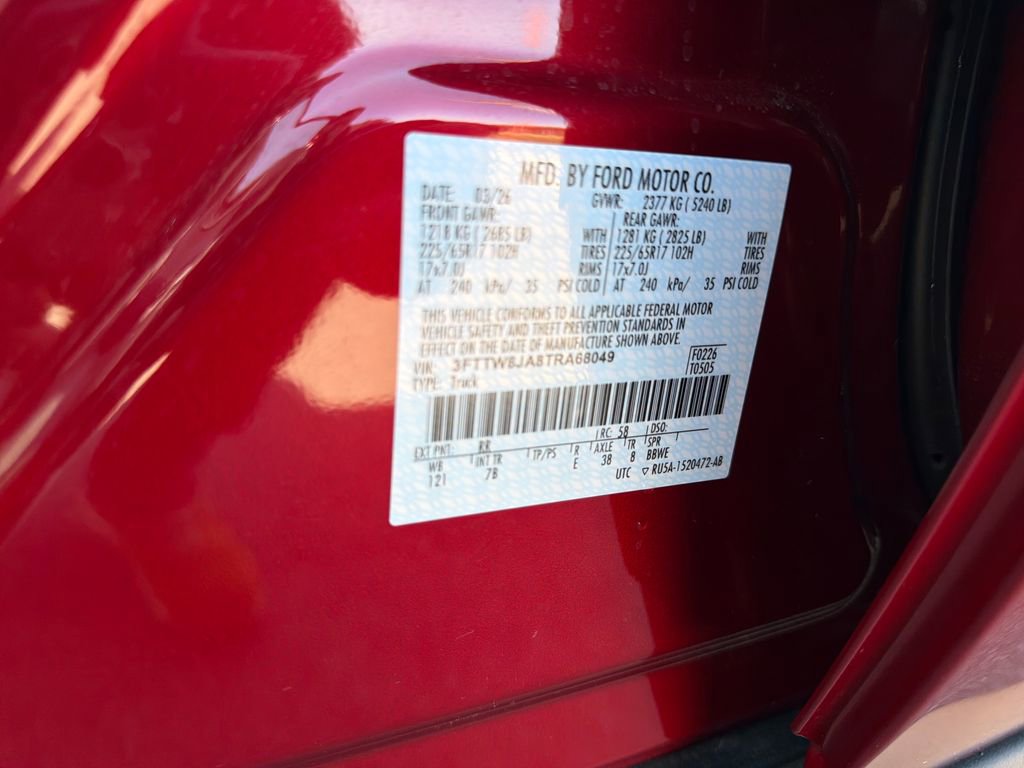 MFD. BY FORD MOTOR CO.
DATE: 03/26 GVWR: 2377 KG ( 5240 LB)
FRONT GAWR: REAR GAWR:
1218 KG ( 2685 LB) WITH 1281 KG ( 2825 LB) WITH
225/65R17 102H TIRES 225/65R17 102H TIRES
17x7.0J RIMS 17x7.0J RIMS
AT 240 kPa/ 35 PSI COLD AT 240 kPa/ 35 PSI COLD
THIS VEHICLE CONFORMS TO ALL APPLICABLE FEDERAL MOTOR
VEHICLE SAFETY AND THEFT PREVENTION STANDARDS IN
EFFECT ON THE DATE OF MANUFACTURE SHOWN ABOVE.
VIN: 3FTTW8JA8TRA68049 F0226
TYPE: Truck T0505
EXT PNT: RR RC: 58 DSO:
WB INT TR TP/PS R AXLE TR SPR
121 7B E 38 8 BBWE
UTC ▽ RU5A-1520472-AB